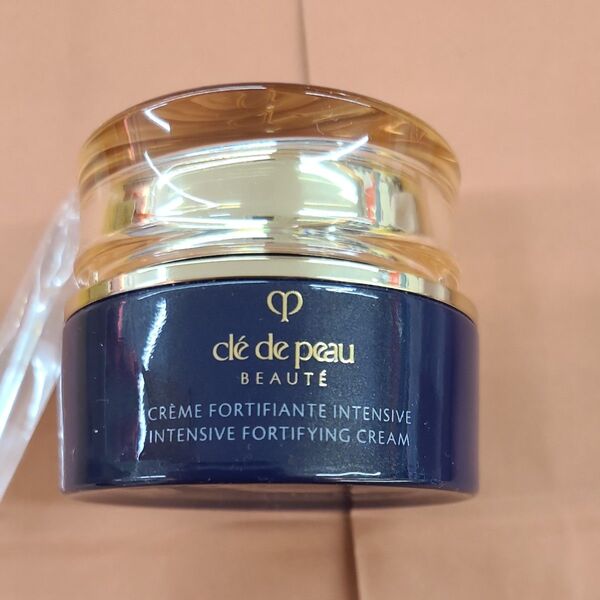 clé de peau
BEAUTÉ
CRÈME FORTIFIANTE INTENSIVE
INTENSIVE FORTIFYING CREAM